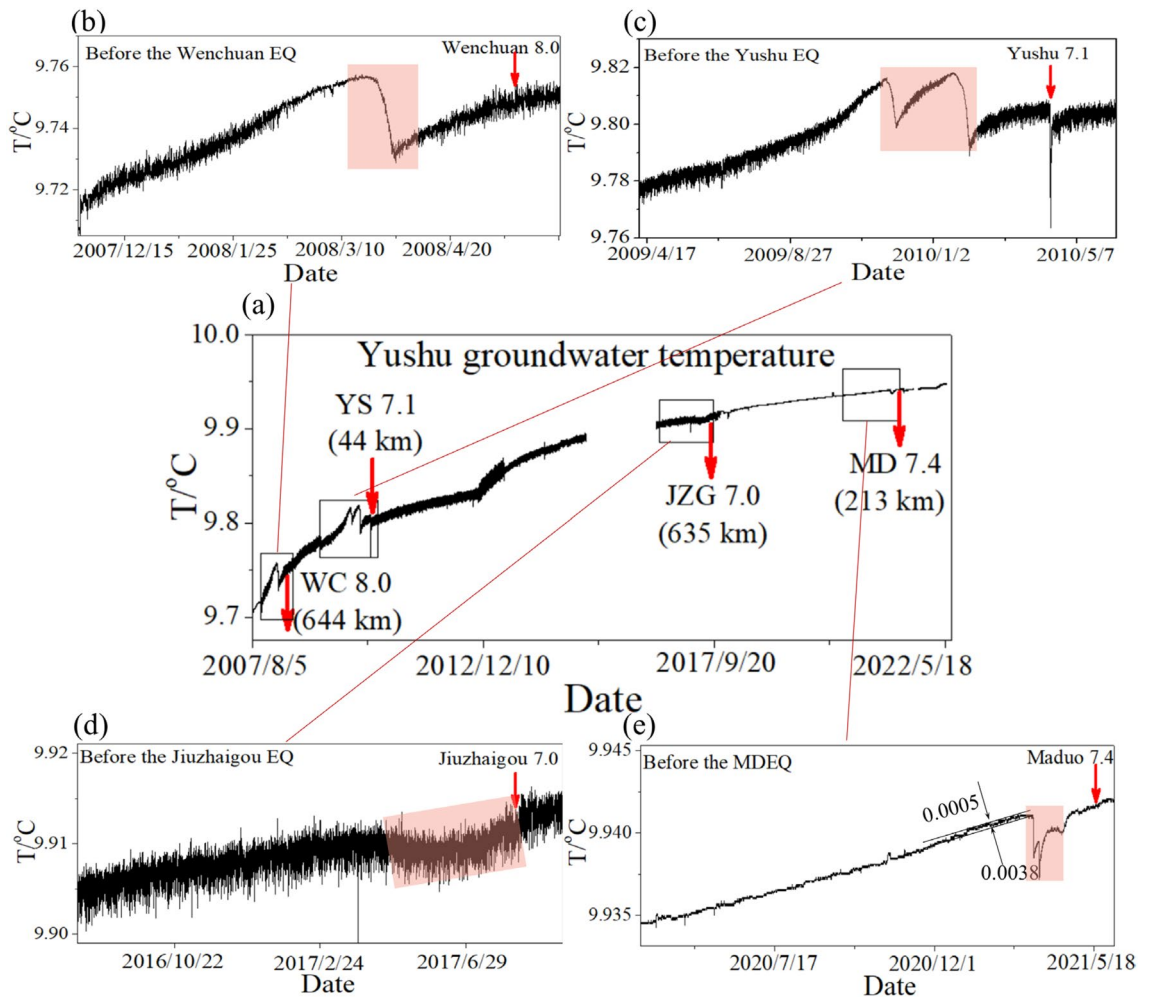 (b)
Before the Wenchuan EQ
Wenchuan 8.0
9.76
9.74
9.72
T/°C
2007/12/15
2008/1/25
2008/3/10
2008/4/20
Date
(c)
Before the Yushu EQ
Yushu 7.1
9.82
9.80
9.78
9.76
T/°C
2009/4/17
2009/8/27
2010/1/2
2010/5/7
Date
(a)
Yushu groundwater temperature
10.0
9.9
9.8
9.7
T/°C
YS 7.1
(44 km)
WC 8.0
(644 km)
JZG 7.0
(635 km)
MD 7.4
(213 km)
2007/8/5
2012/12/10
2017/9/20
2022/5/18
Date
(d)
Before the Jiuzhaigou EQ
Jiuzhaigou 7.0
9.92
9.91
9.90
T/°C
2016/10/22
2017/2/24
2017/6/29
Date
(e)
Before the MDEQ
Maduo 7.4
9.945
9.940
9.935
T/°C
0.0005
0.0038
2020/7/17
2020/12/1
2021/5/18
Date